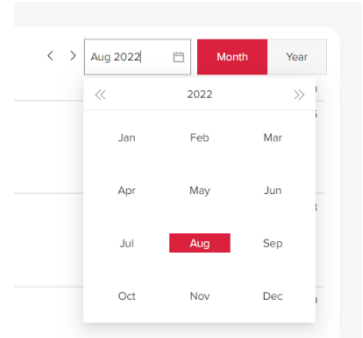 Aug 2022 Month Year
2022
Jan Feb Mar
Apr May Jun
Jul Aug Sep
Oct Nov Dec